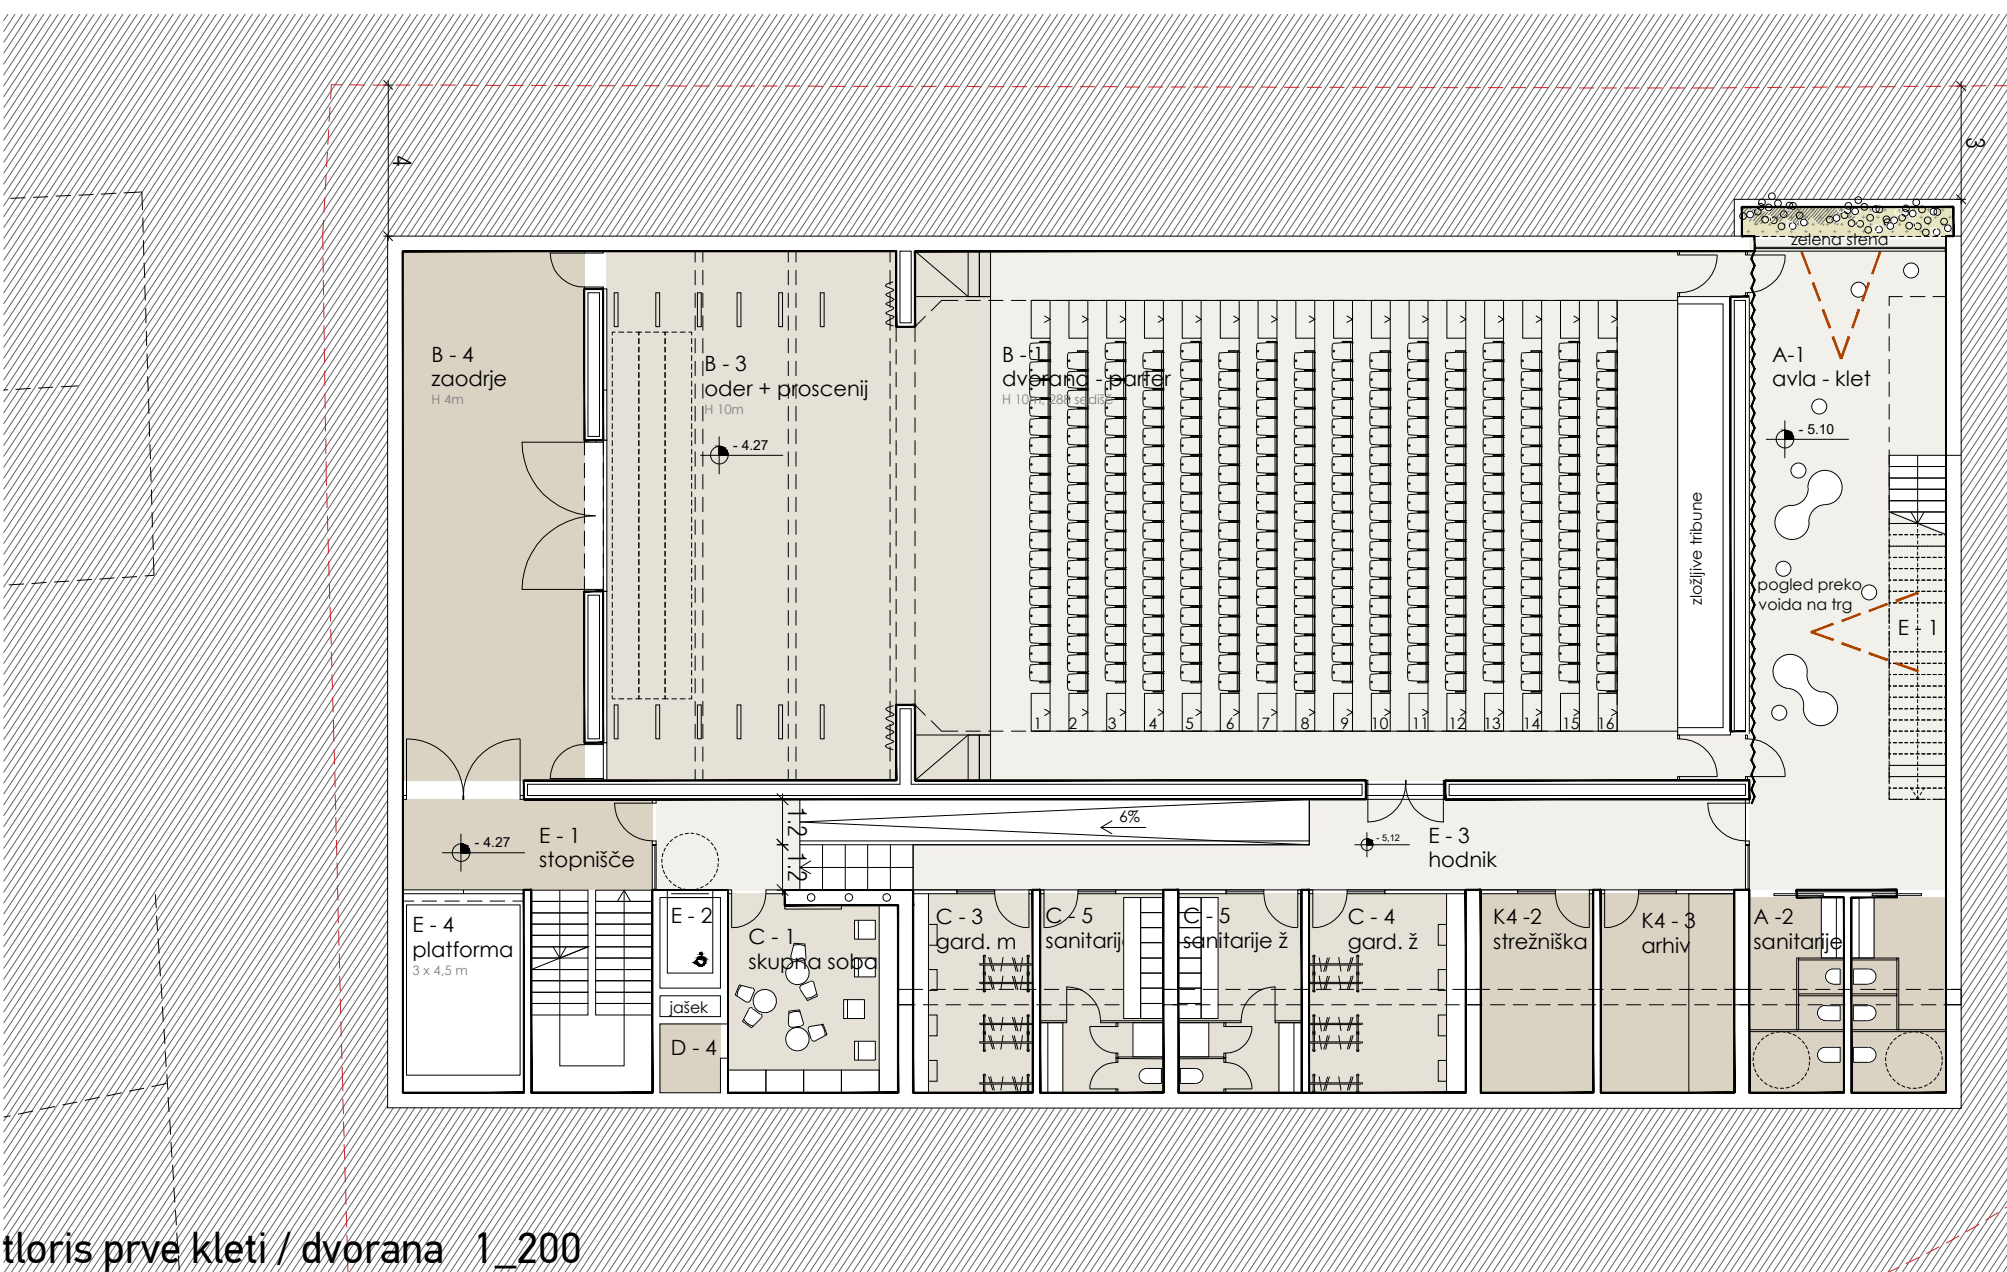 4
3
zelena stena
B - 4
zaodrje
H 4m
B - 3
oder + proscenij
H 10m
- 4.27
B - 1
dvorana - parter
H 10m, 288 sedišč
A-1
avla - klet
- 5.10
zložljive tribune
pogled preko
voida na trg
E - 1
1 2 3 4 5 6 7 8 9 10 11 12 13 14 15 16
- 4.27
E - 1
stopnišče
1.2
1.2
6%
- 5,12
E - 3
hodnik
E - 4
platforma
3 x 4,5 m
E - 2
jašek
D - 4
C - 1
skupna soba
C - 3
gard. m
C - 5
sanitarije
C - 5
sanitarije ž
C - 4
gard. ž
K4 -2
strežniška
K4 - 3
arhiv
A -2
sanitarije
tloris prve kleti / dvorana 1_200